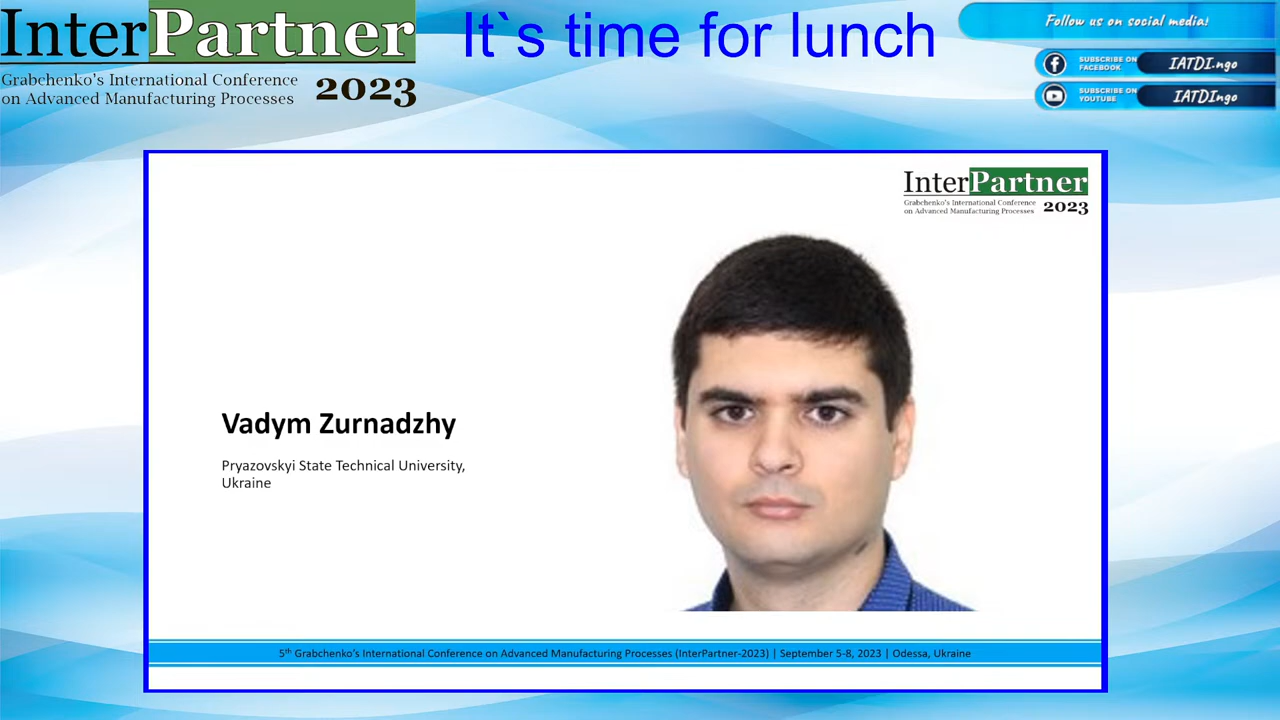 InterPartner
Grabchenko's International Conference
on Advanced Manufacturing Processes
2023
It`s time for lunch
Follow us on social media!
SUBSCRIBE ON
FACEBOOK
IATDI.ngo
SUBSCRIBE ON
YOUTUBE
IATDIngo
InterPartner
Grabchenko's International Conference
on Advanced Manufacturing Processes
2023
Vadym Zurnadzhy
Pryazovskyi State Technical University,
Ukraine
5th Grabchenko's International Conference on Advanced Manufacturing Processes (InterPartner-2023) | September 5-8, 2023 | Odessa, Ukraine